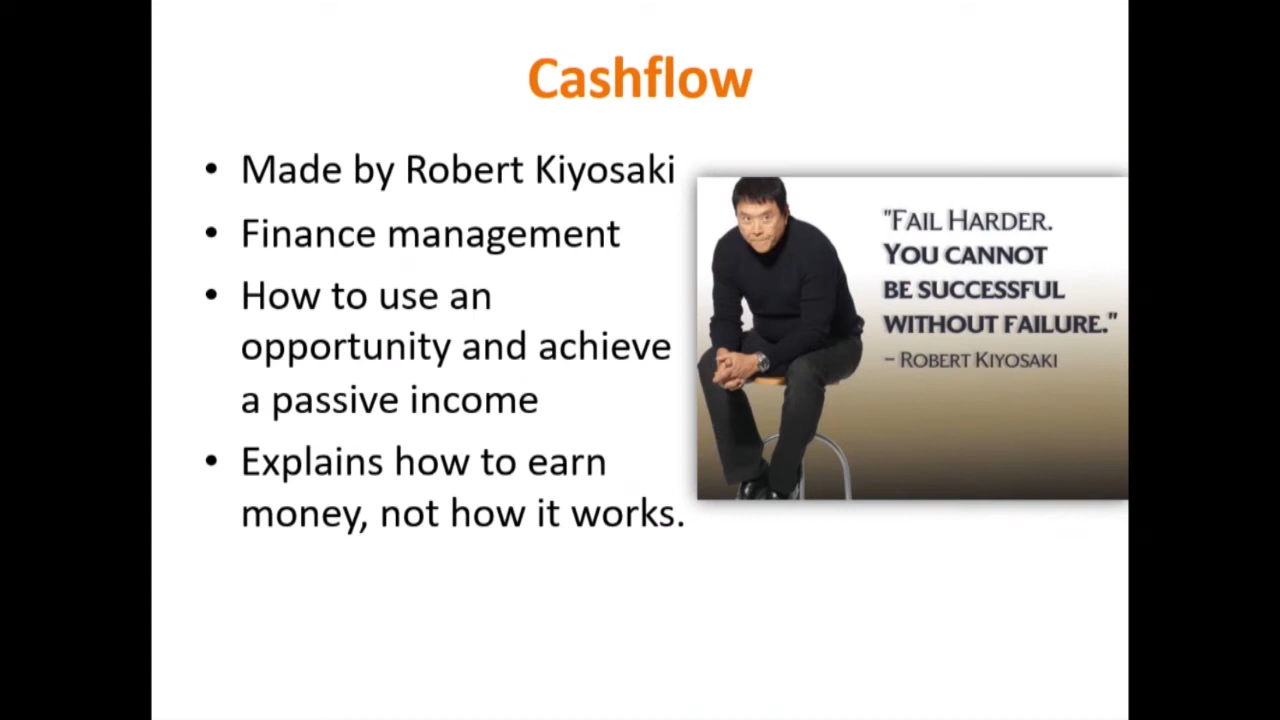 Cashflow
• Made by Robert Kiyosaki
• Finance management
• How to use an
opportunity and achieve
a passive income
• Explains how to earn
money, not how it works.
"FAIL HARDER.
YOU CANNOT
BE SUCCESSFUL
WITHOUT FAILURE."
– ROBERT KIYOSAKI